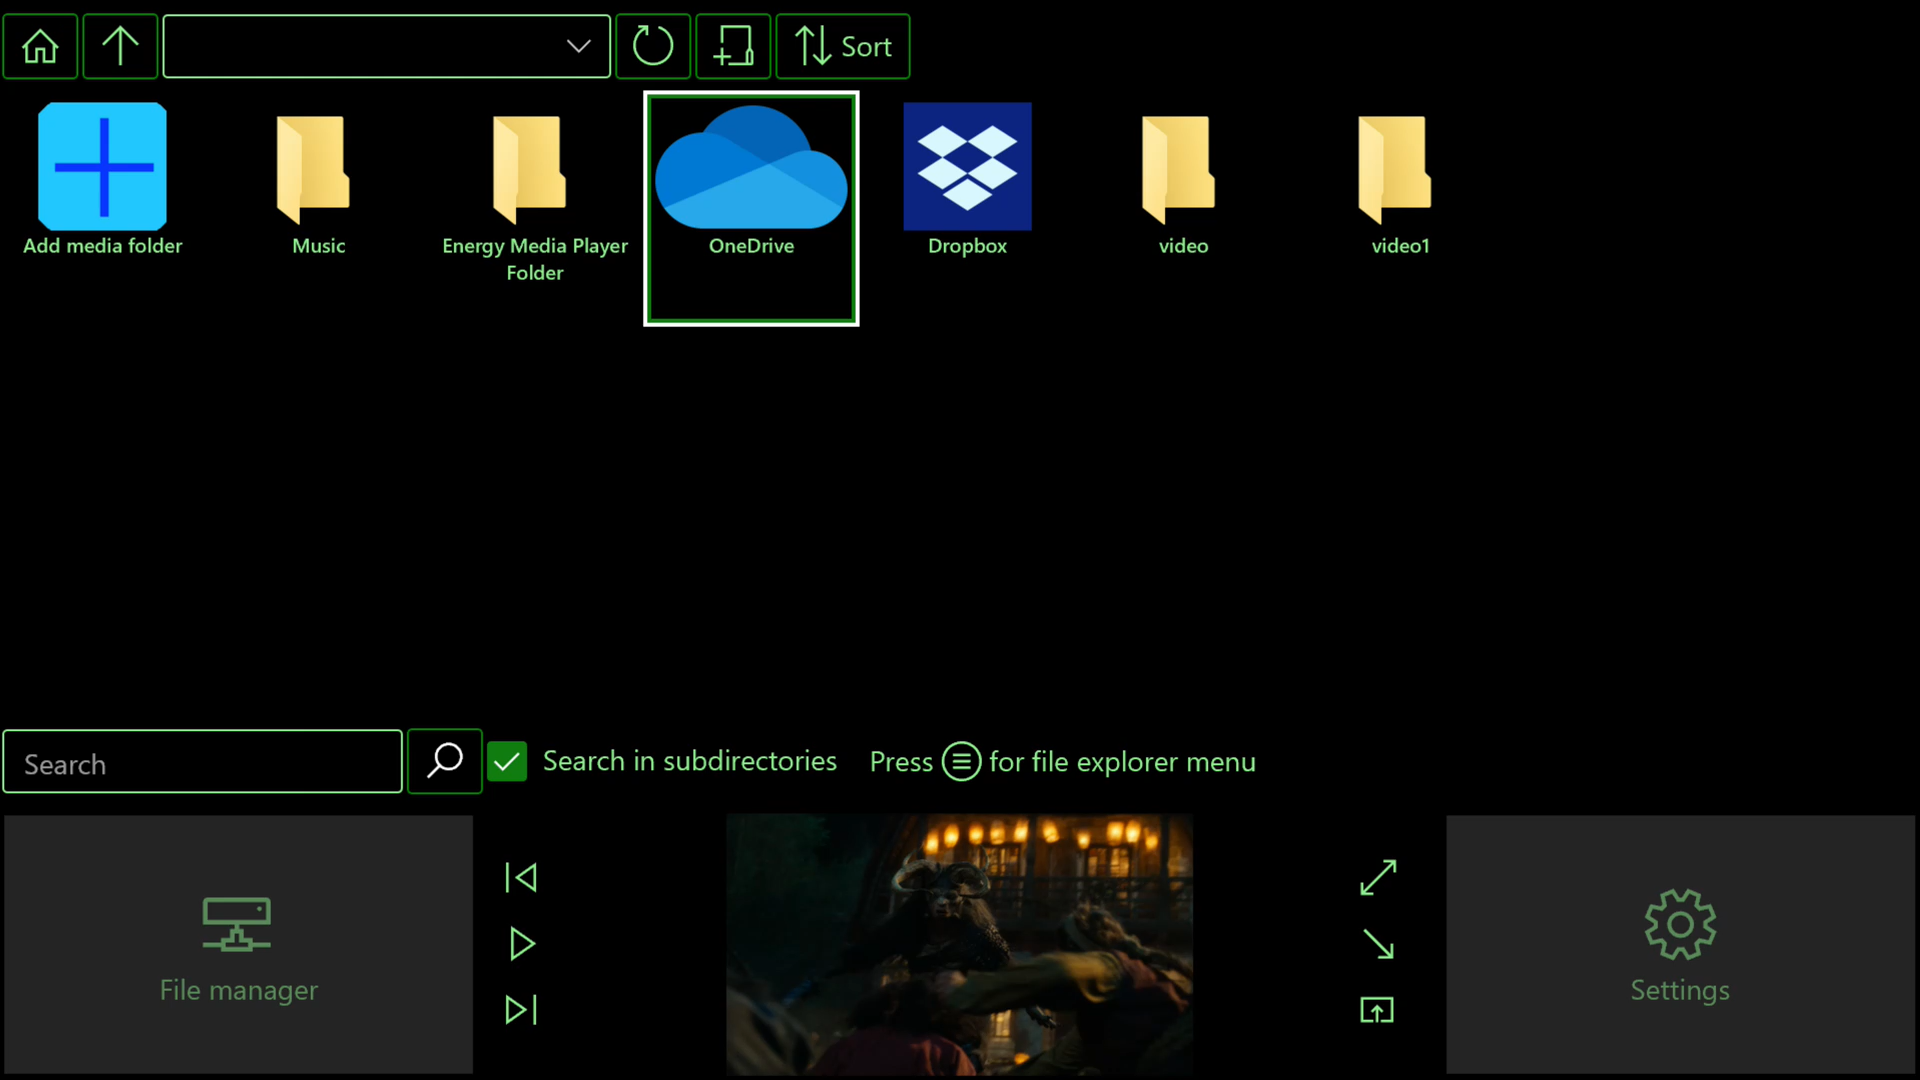 Sort
Add media folder
Music
Energy Media Player
Folder
OneDrive
Dropbox
video
video1
Search
Search in subdirectories
Press for file explorer menu
File manager
Settings